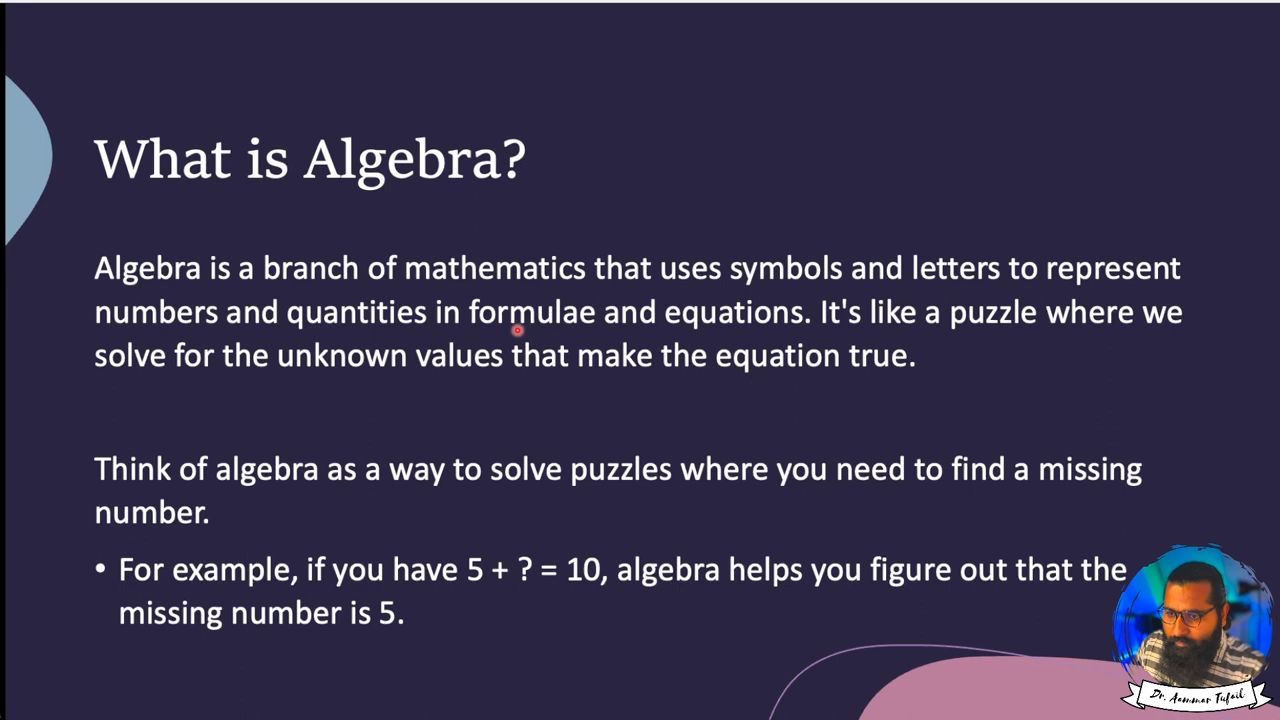 What is Algebra?
Algebra is a branch of mathematics that uses symbols and letters to represent
numbers and quantities in formulae and equations. It's like a puzzle where we
solve for the unknown values that make the equation true.
Think of algebra as a way to solve puzzles where you need to find a missing
number.
• For example, if you have 5 + ? = 10, algebra helps you figure out that the
missing number is 5.
Dr. Aammar Tufail